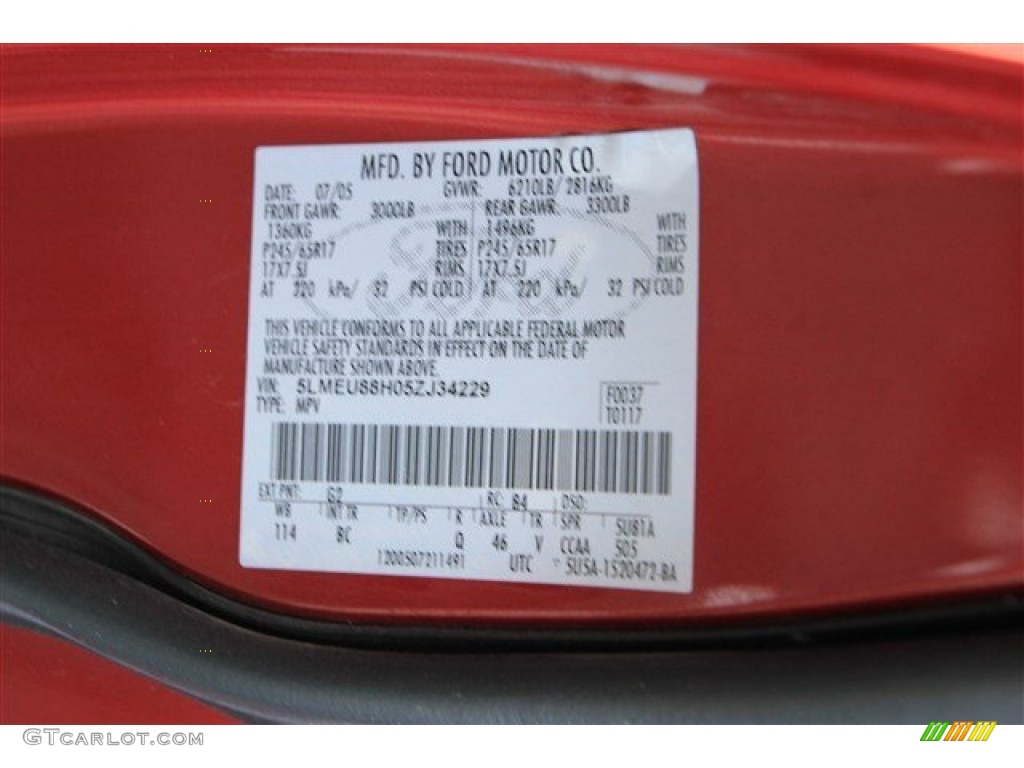 MFD. BY FORD MOTOR CO.
DATE: 07/05 GVWR: 6210LB/ 2816KG
FRONT GAWR: 3000LB REAR GAWR: 3300LB
1360KG WITH 1496KG WITH
P245/65R17 TIRES P245/65R17 TIRES
17X7.5J RIMS 17X7.5J RIMS
AT 220 kPa/ 32 PSI COLD AT 220 kPa/ 32 PSI COLD
THIS VEHICLE CONFORMS TO ALL APPLICABLE FEDERAL MOTOR
VEHICLE SAFETY STANDARDS IN EFFECT ON THE DATE OF
MANUFACTURE SHOWN ABOVE.
VIN: 5LMEU88H05ZJ34229 F0037
TYPE: MPV T0117
EXT PNT: G2 RC: 84 DSO:
WB INT TR TP/PS R AXLE TR SPR SU81A
114 BC Q 46 V CCAA 505
1200507211491 UTC 5U5A-1520472-BA
GTCARLOT.COM